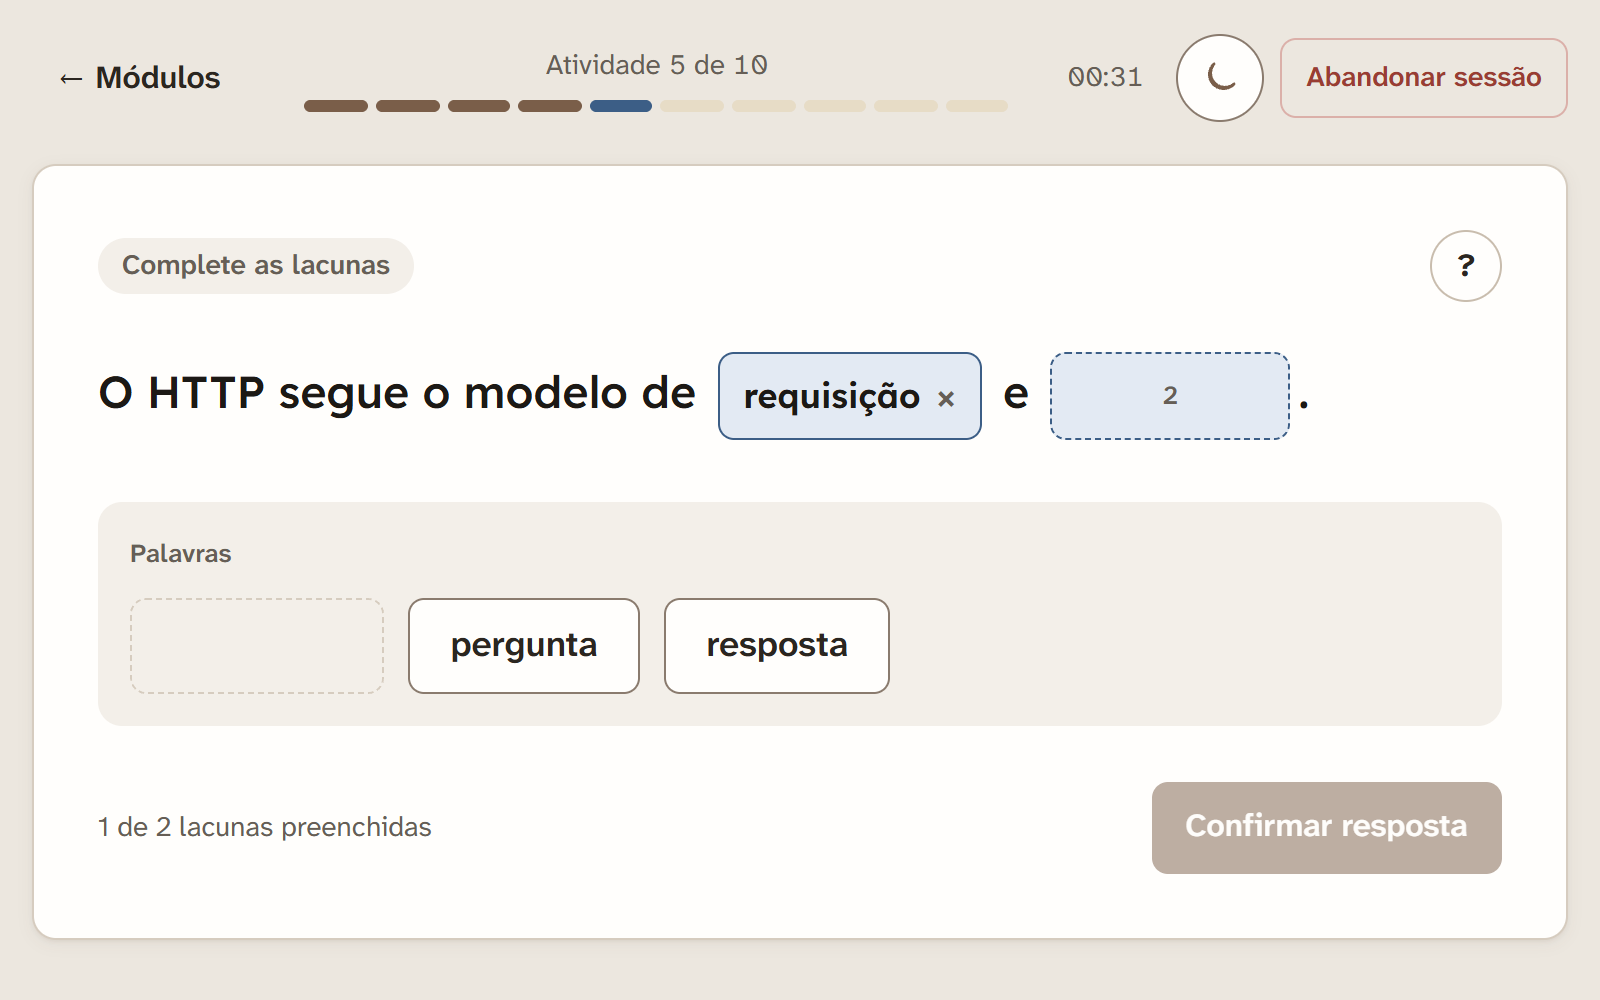 ← Módulos
Atividade 5 de 10
00:31
Abandonar sessão
Complete as lacunas
?
O HTTP segue o modelo de requisição × e 2 .
Palavras
pergunta
resposta
1 de 2 lacunas preenchidas
Confirmar resposta